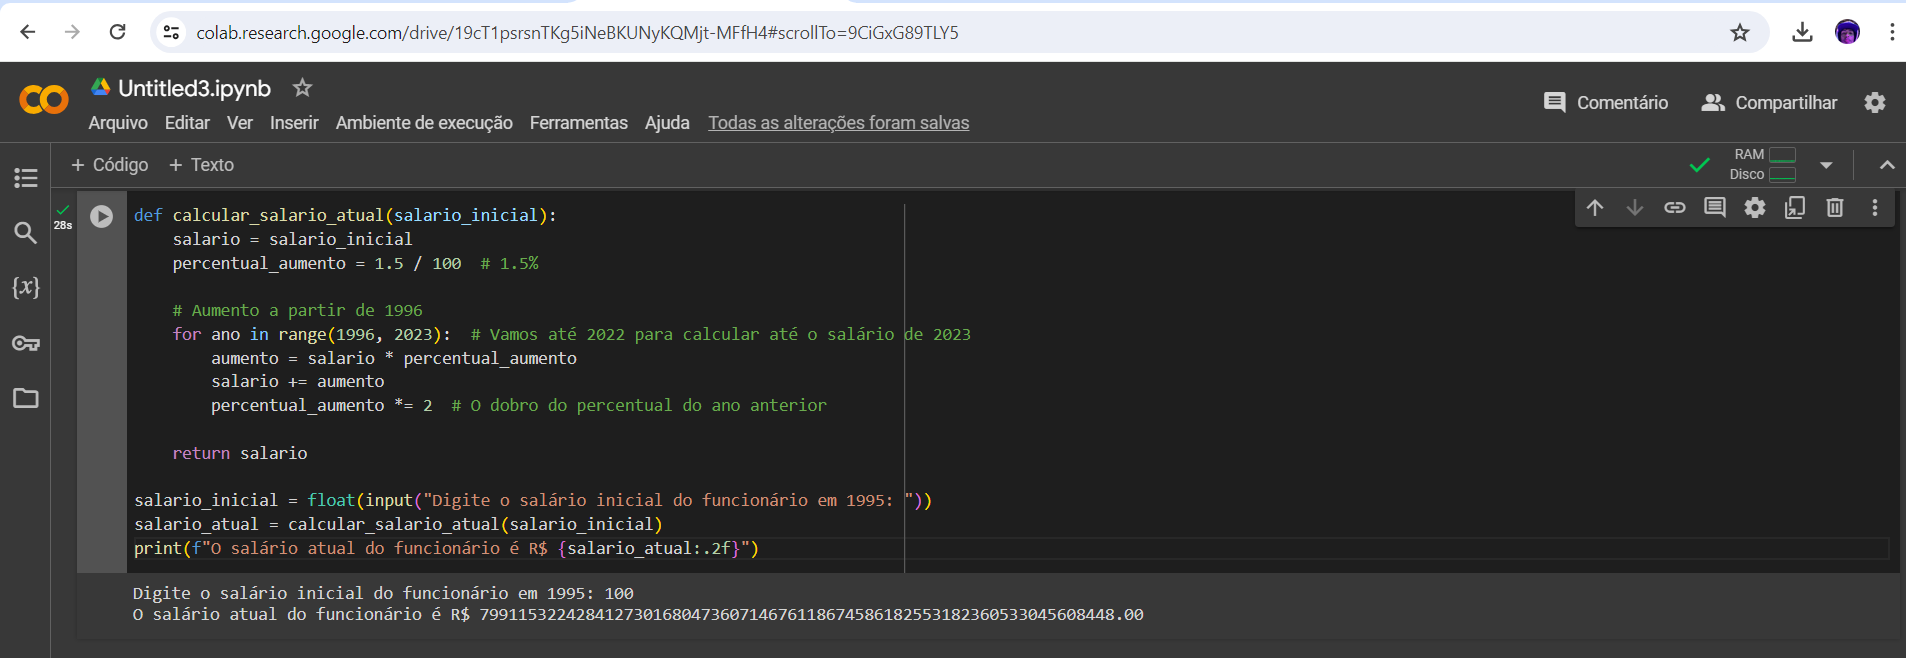 colab.research.google.com/drive/19cT1psrsnTKg5iNeBKUNyKQMjt-MFfH4#scrollTo=9CiGxG89TLY5
Untitled3.ipynb
Comentário Compartilhar
Arquivo Editar Ver Inserir Ambiente de execução Ferramentas Ajuda Todas as alterações foram salvas
+ Código + Texto
RAM
Disco
28s
{x}
def calcular_salario_atual(salario_inicial):
    salario = salario_inicial
    percentual_aumento = 1.5 / 100  # 1.5%
    # Aumento a partir de 1996
    for ano in range(1996, 2023):  # Vamos até 2022 para calcular até o salário de 2023
        aumento = salario * percentual_aumento
        salario += aumento
        percentual_aumento *= 2  # O dobro do percentual do ano anterior
    return salario
salario_inicial = float(input("Digite o salário inicial do funcionário em 1995: "))
salario_atual = calcular_salario_atual(salario_inicial)
print(f"O salário atual do funcionário é R$ {salario_atual:.2f}")
Digite o salário inicial do funcionário em 1995: 100
O salário atual do funcionário é R$ 799115322428412730168047360714676118674586182553182360533045608448.00